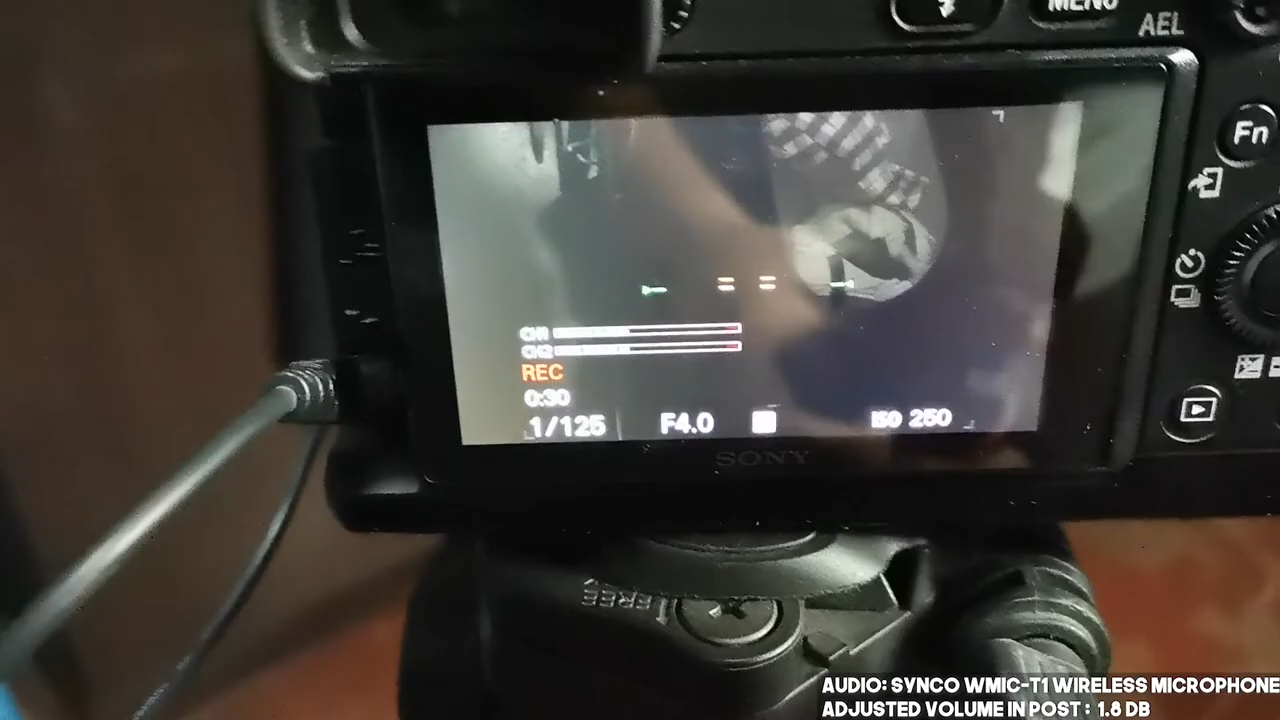 MENU
AEL
Fn
CH1
CH2
REC
0:30
1/125 F4.0 ISO 250
SONY
FREE
AUDIO: SYNCO WMIC-T1 WIRELESS MICROPHONE
ADJUSTED VOLUME IN POST : 1.8 DB